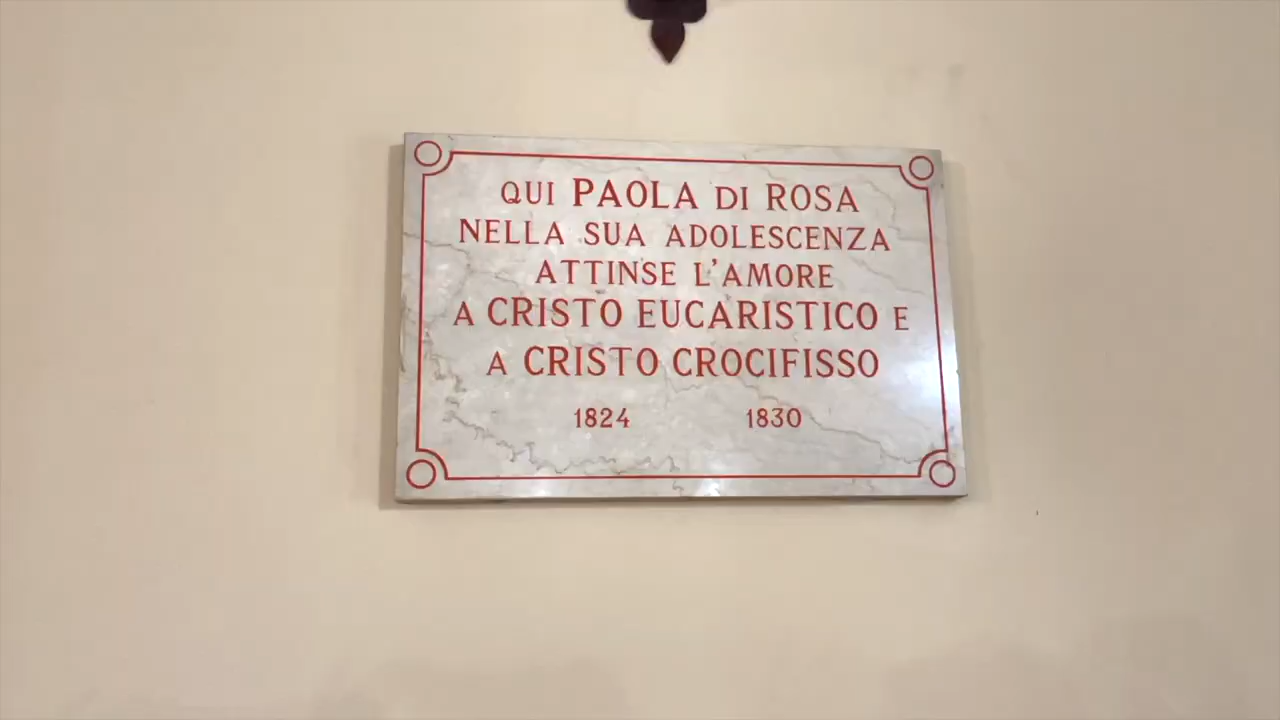 QUI PAOLA DI ROSA
NELLA SUA ADOLESCENZA
ATTINSE L'AMORE
A CRISTO EUCARISTICO E
A CRISTO CROCIFISSO
1824 1830